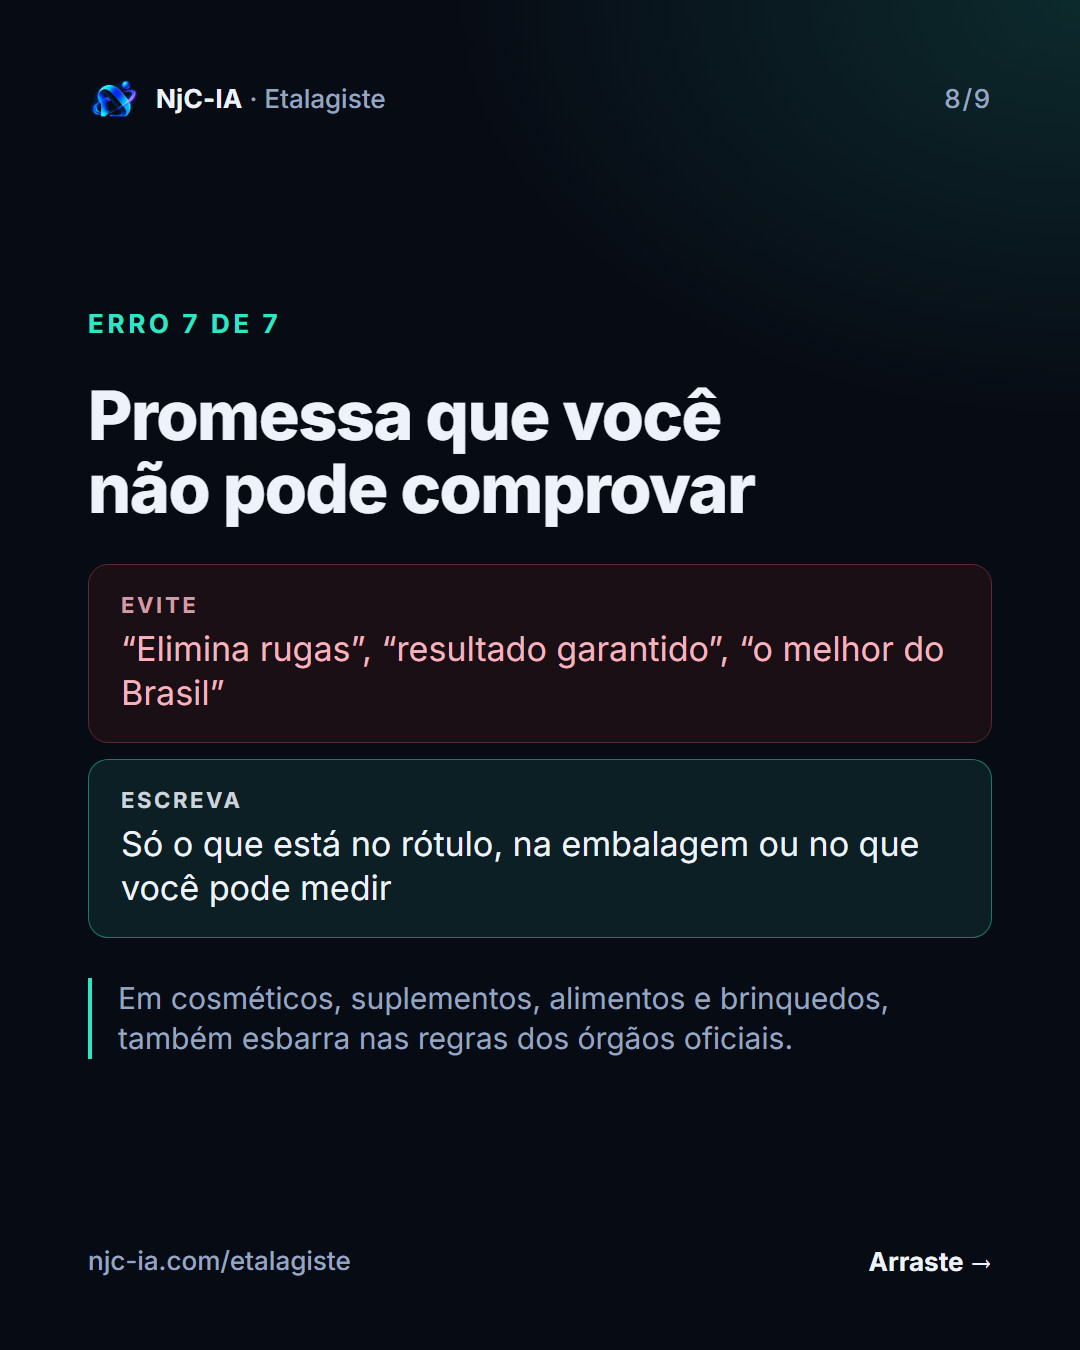 NjC-IA · Etalagiste
8/9
ERRO 7 DE 7
Promessa que você
não pode comprovar
EVITE
“Elimina rugas”, “resultado garantido”, “o melhor do
Brasil”
ESCREVA
Só o que está no rótulo, na embalagem ou no que
você pode medir
Em cosméticos, suplementos, alimentos e brinquedos,
também esbarra nas regras dos órgãos oficiais.
njc-ia.com/etalagiste
Arraste →